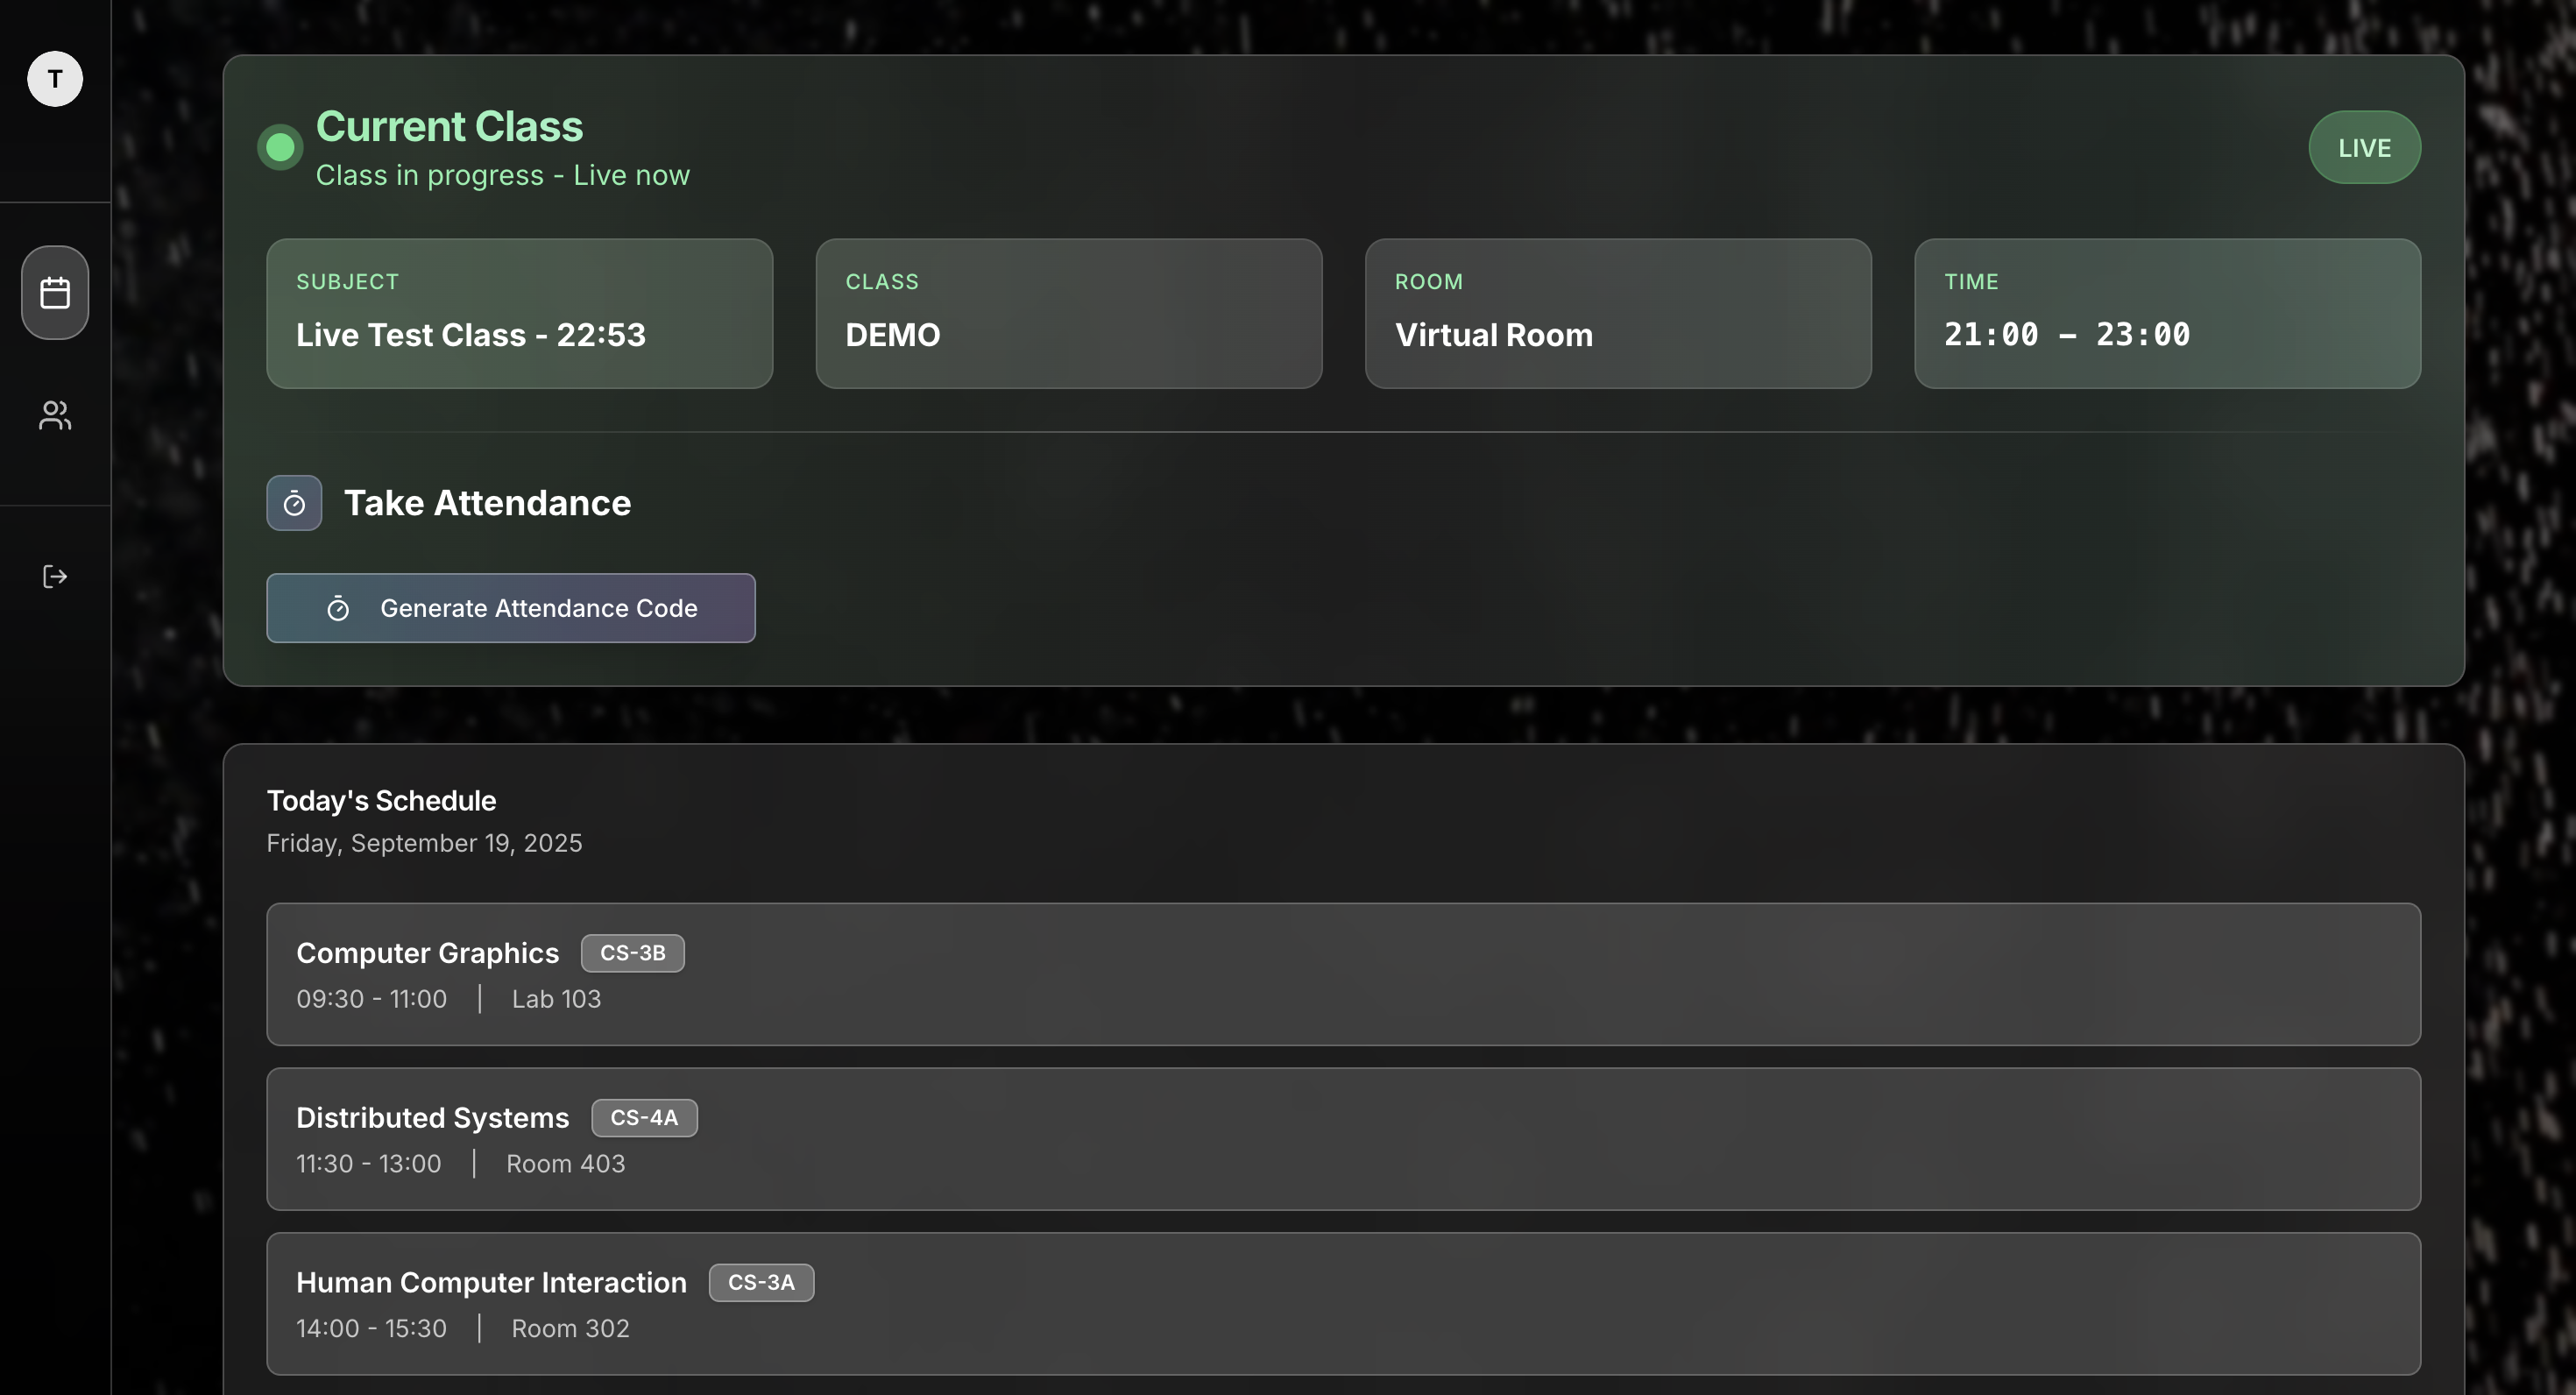 T
Current Class
Class in progress - Live now
LIVE
SUBJECT
Live Test Class - 22:53
CLASS
DEMO
ROOM
Virtual Room
TIME
21:00 – 23:00
Take Attendance
Generate Attendance Code
Today's Schedule
Friday, September 19, 2025
Computer Graphics CS-3B
09:30 - 11:00 | Lab 103
Distributed Systems CS-4A
11:30 - 13:00 | Room 403
Human Computer Interaction CS-3A
14:00 - 15:30 | Room 302